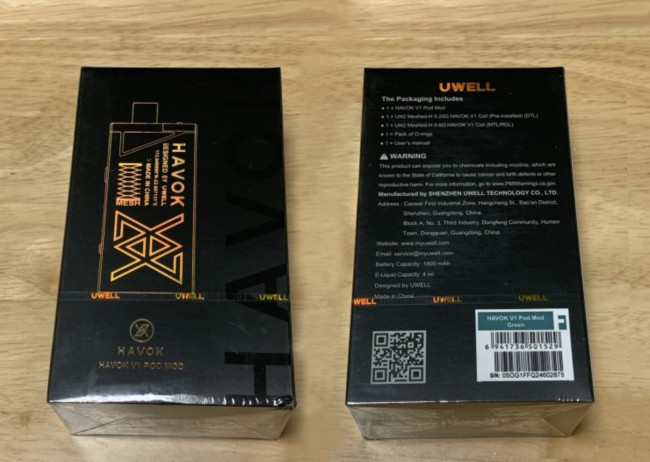 HAVOK
DESIGNED BY UWELL
MADE IN CHINA
MESH
HAVOK
UWELL
UWELL
UWELL
HAVOK
HAVOK V1 POD MOD
UWELL
The Packaging Includes
1 × HAVOK V1 Pod Mod
1 × UN2 Meshed-H 0.25Ω HAVOK V1 Coil (Pre-installed) (DTL)
1 × UN2 Meshed-H HAVOK V1 Coil (MTL/RDL)
1 × Pack of O-rings
1 × User's manual
WARNING
This product can expose you to chemicals including nicotine, which are
known to the State of California to cause cancer and birth defects or other
reproductive harm. For more information, go to www.P65Warnings.ca.gov.
Manufactured by SHENZHEN UWELL TECHNOLOGY CO., LTD.
Address : Caowei First Industrial Zone, Hangcheng St., Bao'an District,
Shenzhen, Guangdong, China
Block A, No. 3, Third Industry, Dongfeng Community, Human
Town, Dongguan, Guangdong, China
Website: www.myuwell.com
Email: service@myuwell.com
Battery Capacity: 1800 mAh
E-Liquid Capacity: 4 ml
Designed by UWELL
Made in China
UWELL
UWELL
HAVOK V1 Pod Mod
Green
6 941736 501529
S/N: 05OG1FFQ24602875